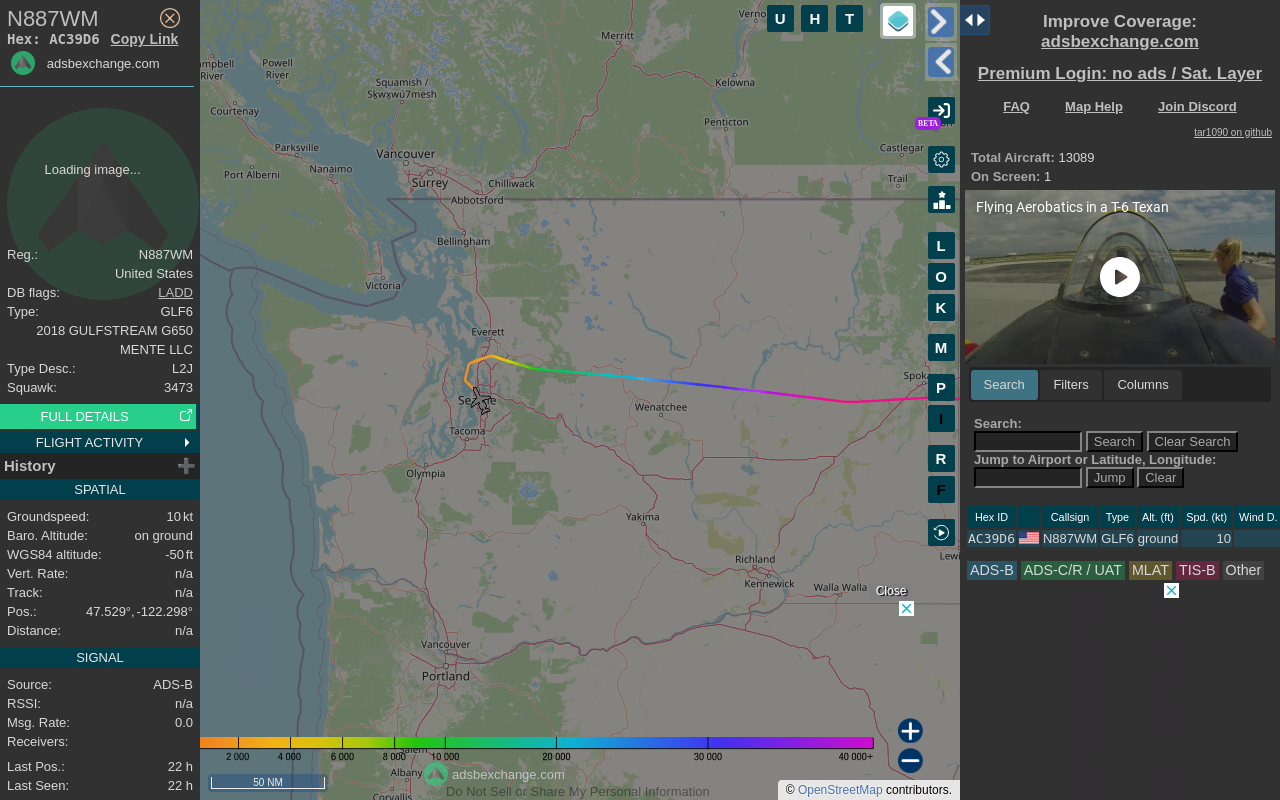 N887WM
Hex: AC39D6 Copy Link
adsbexchange.com
Loading image...
Reg.: N887WM
United States
DB flags: LADD
Type: GLF6
2018 GULFSTREAM G650
MENTE LLC
Type Desc.: L2J
Squawk: 3473
FULL DETAILS
FLIGHT ACTIVITY
History
SPATIAL
Groundspeed: 10 kt
Baro. Altitude: on ground
WGS84 altitude: -50 ft
Vert. Rate: n/a
Track: n/a
Pos.: 47.529°, -122.298°
Distance: n/a
SIGNAL
Source: ADS-B
RSSI: n/a
Msg. Rate: 0.0
Receivers:
Last Pos.: 22 h
Last Seen: 22 h
U H T
BETA
L
O
K
M
P
I
R
F
Merritt
Powell
River
River
Squamish /
Sḵwx̱wú7mesh
Kelowna
Courtenay
Penticton
Parksville
Vancouver
Castlegar
Nanaimo
Port Alberni
Surrey
Chilliwack
Trail
Abbotsford
Bellingham
Victoria
Everett
Wenatchee
Tacoma
Olympia
Yakima
Richland
Kennewick
Walla Walla
Vancouver
Portland
Albany
Corvallis
Close
2 000 4 000 6 000 8 000 10 000 20 000 30 000 40 000+
50 NM
adsbexchange.com
Do Not Sell or Share My Personal Information
© OpenStreetMap contributors.
Improve Coverage:
adsbexchange.com
Premium Login: no ads / Sat. Layer
FAQ Map Help Join Discord
tar1090 on github
Total Aircraft: 13089
On Screen: 1
Flying Aerobatics in a T-6 Texan
Search Filters Columns
Search:
Search Clear Search
Jump to Airport or Latitude, Longitude:
Jump Clear
Hex ID Callsign Type Alt. (ft) Spd. (kt) Wind D.
AC39D6 N887WM GLF6 ground 10
ADS-B ADS-C/R / UAT MLAT TIS-B Other